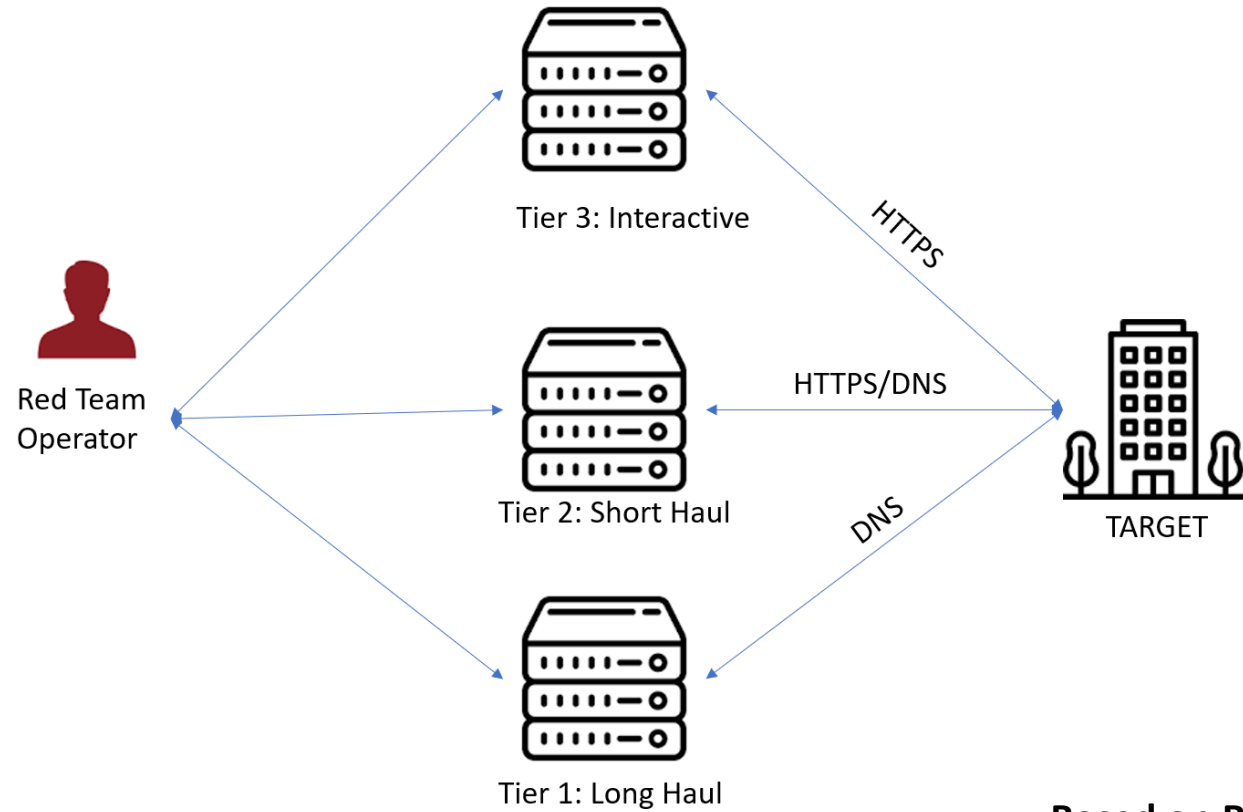 Tier 3: Interactive
HTTPS
Red Team
Operator
HTTPS/DNS
Tier 2: Short Haul
DNS
TARGET
Tier 1: Long Haul